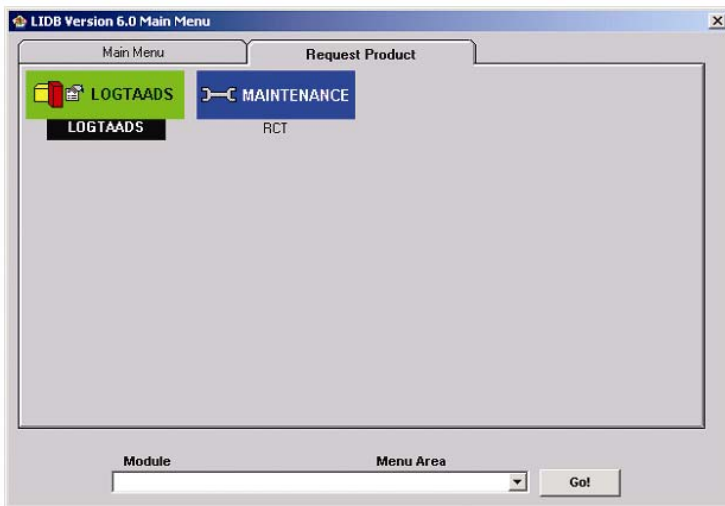 LIDB Version 6.0 Main Menu
Main Menu Request Product
LOGTAADS MAINTENANCE
LOGTAADS RCT
Module Menu Area
Go!